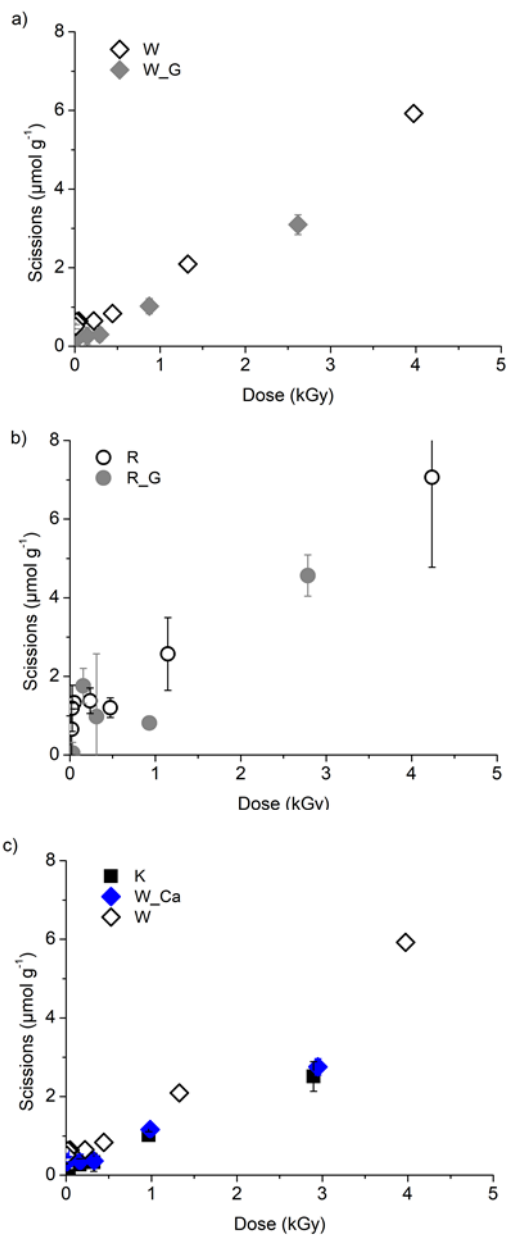 a)
W
W_G
8
6
4
2
0
Scissions (µmol g⁻¹)
0 1 2 3 4 5
Dose (kGy)
b)
R
R_G
8
6
4
2
0
Scissions (µmol g⁻¹)
0 1 2 3 4 5
Dose (kGy)
c)
K
W_Ca
W
8
6
4
2
0
Scissions (µmol g⁻¹)
0 1 2 3 4 5
Dose (kGy)